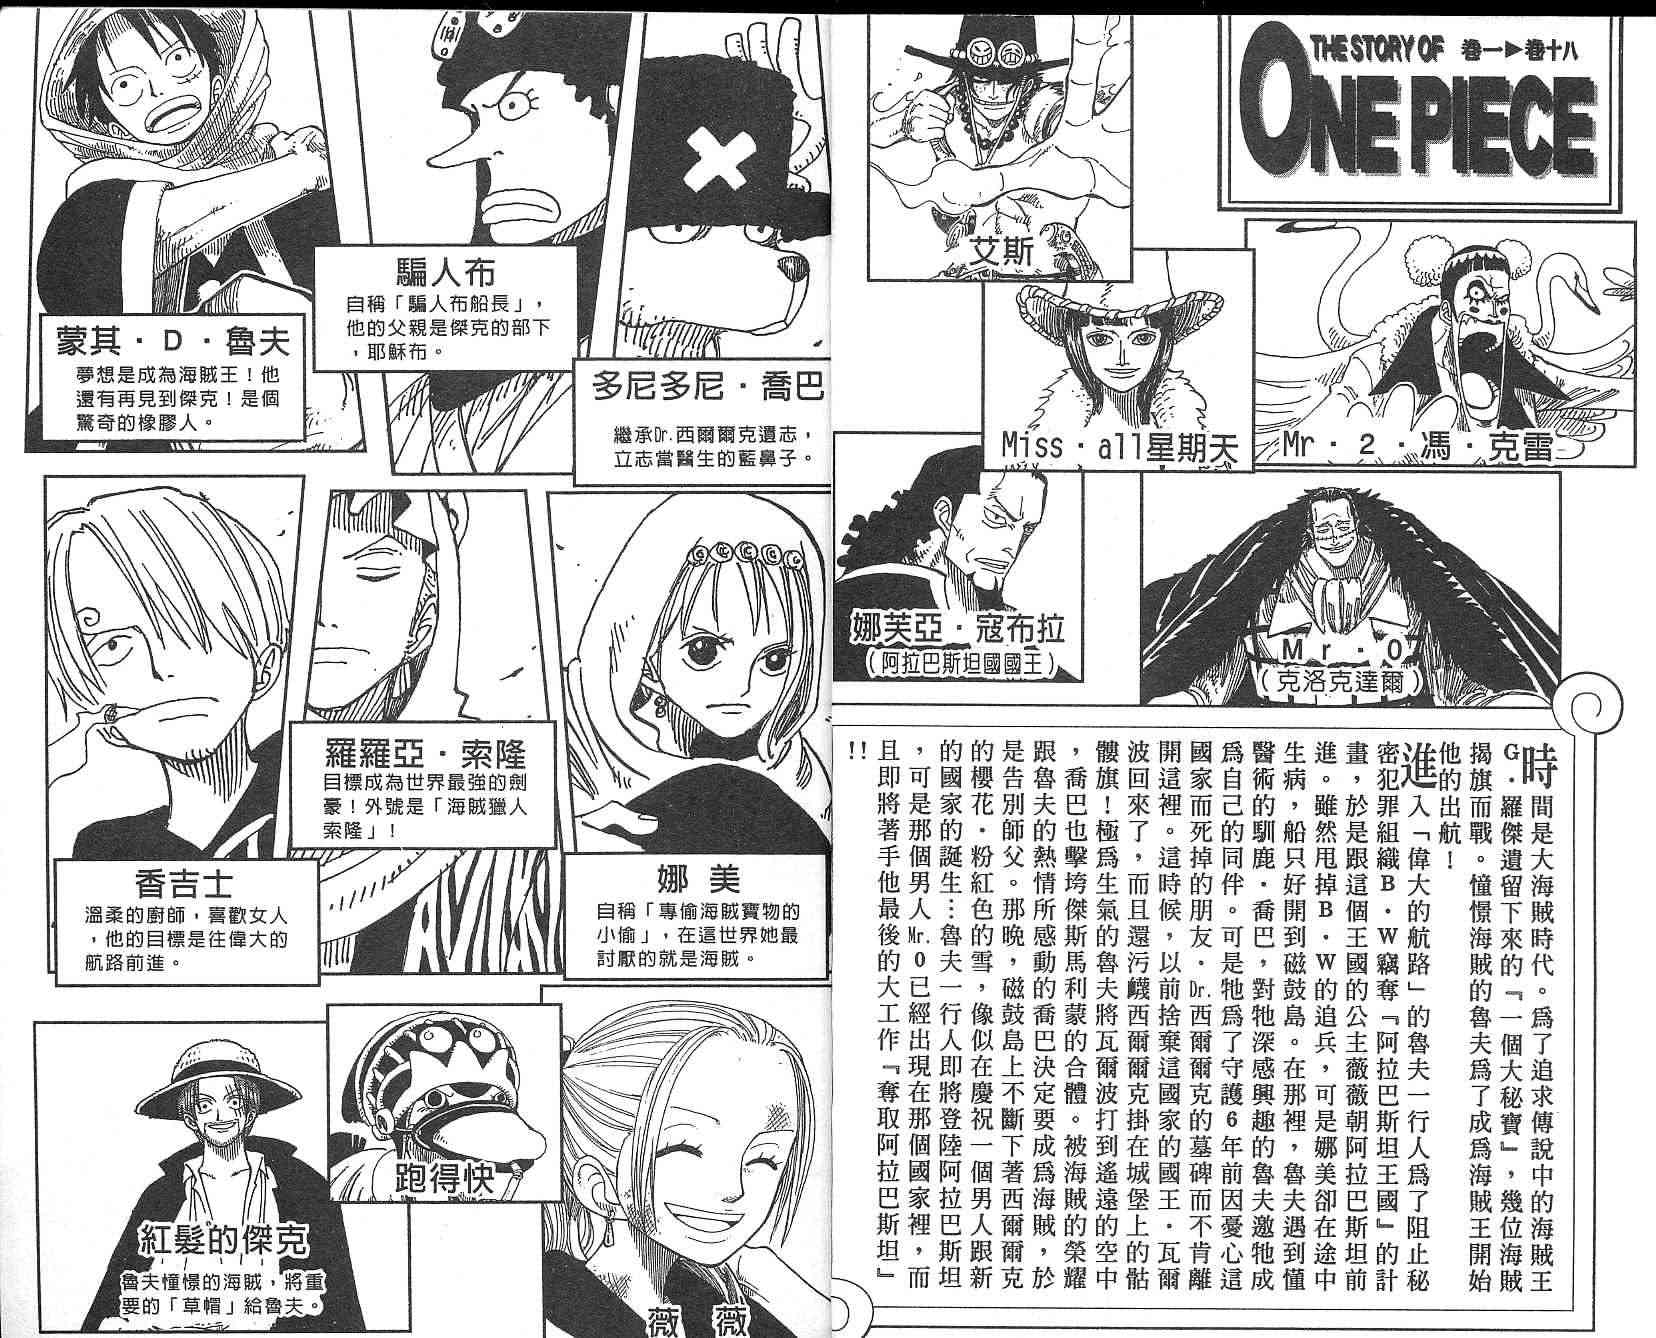 THE STORY OF 卷一▶卷十八
ONE PIECE
艾斯
Mr・2・馮・克雷
Miss・all星期天
娜芙亞・寇布拉
(阿拉巴斯坦國國王)
Mr・0
(克洛克達爾)
時間是大海賊時代。為了追求傳說中的海賊王
G・羅傑遺留下來的『一個大秘寶』，幾位海賊
揭旗而戰。憧憬海賊的魯夫為了成為海賊王開始
他的出航！
進入「偉大的航路」的魯夫一行人為了阻止秘
密犯罪組織B・W竊奪『阿拉巴斯坦王國』的計
畫，於是跟這個王國的公主薇薇朝阿拉巴斯坦前
進。雖然甩掉B・W的追兵，可是娜美卻在途中
生病，船只好開到磁鼓島。在那裡，魯夫遇到懂
醫術的馴鹿・喬巴，對牠深感興趣的魯夫邀牠成
為自己的同伴。可是牠為了守護6年前因憂心這
國家而死掉的朋友・Dr.西爾爾克的墓碑而不肯離
開這裡。這時候，以前捨棄這國家的國王・瓦爾
波回來了，而且還污衊西爾爾克掛在城堡上的骷
髏旗！極為生氣的魯夫將瓦爾波打到遙遠的空中
，喬巴也擊垮傑斯馬利蒙的合體。被海賊的榮耀
跟魯夫的熱情所感動的喬巴決定要成為海賊，於
是告別師父。那晚，磁鼓島上不斷下著西爾爾克
的櫻花・粉紅色的雪，像似在慶祝一個男人跟新
的國家的誕生…魯夫一行人即將登陸阿拉巴斯坦
，可是那個男人Mr.0已經出現在那個國家裡，而
且即將著手他最後的大工作『奪取阿拉巴斯坦』
!!
蒙其・D・魯夫
夢想是成為海賊王！他
還有再見到傑克！是個
驚奇的橡膠人。
騙人布
自稱「騙人布船長」，
他的父親是傑克的部下
，耶穌布。
多尼多尼・喬巴
繼承Dr.西爾爾克遺志，
立志當醫生的藍鼻子。
香吉士
溫柔的廚師，喜歡女人
，他的目標是往偉大的
航路前進。
羅羅亞・索隆
目標成為世界最強的劍
豪！外號是「海賊獵人
索隆」！
娜 美
自稱「專偷海賊寶物的
小偷」，在這世界她最
討厭的就是海賊。
紅髮的傑克
魯夫憧憬的海賊，將重
要的「草帽」給魯夫。
跑得快
薇 薇